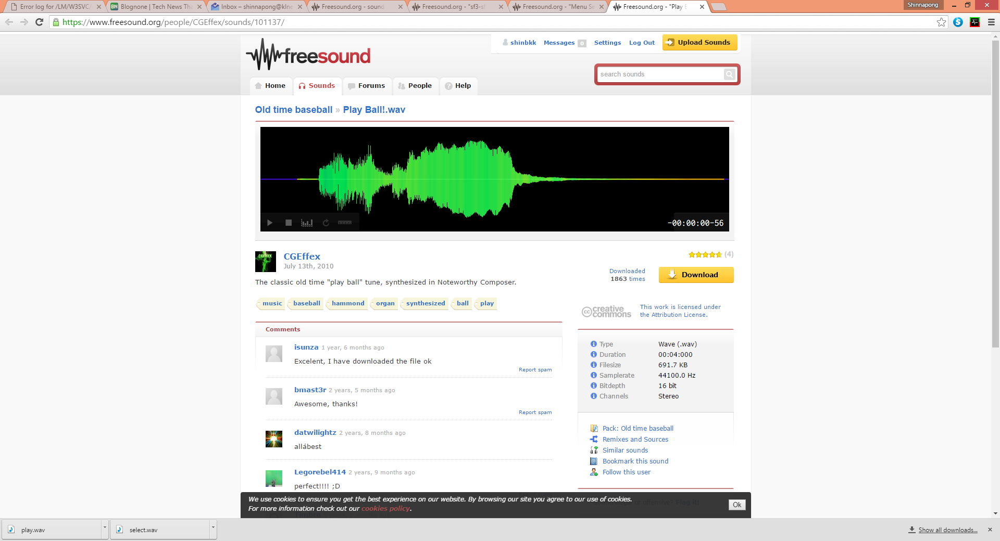 Error log for /LM/W3SVC/
Blognone | Tech News Tha
Inbox – shinnapong@klne
Freesound.org - sound
Freesound.org - "sf3-sf
Freesound.org - "Menu Se
Freesound.org - "Play B
Shinnapong
https://www.freesound.org/people/CGEffex/sounds/101137/
shinbkk Messages 0 Settings Log Out Upload Sounds
freesound
search sounds
Home Sounds Forums People Help
Old time baseball » Play Ball!.wav
-00:00:00-56
CGEffex
July 13th, 2010
(4)
Downloaded
1863 times
Download
The classic old time "play ball" tune, synthesized in Noteworthy Composer.
music baseball hammond organ synthesized ball play
cc creative commons
This work is licensed under
the Attribution License.
Comments
isunza 1 year, 6 months ago
Excelent, I have downloaded the file ok
Report spam
bmast3r 2 years, 5 months ago
Awesome, thanks!
Report spam
datwilightz 2 years, 8 months ago
allábest
Legorebel414 2 years, 9 months ago
perfect!!!! ;D
Type Wave (.wav)
Duration 00:04:000
Filesize 691.7 KB
Samplerate 44100.0 Hz
Bitdepth 16 bit
Channels Stereo
Pack: Old time baseball
Remixes and Sources
Similar sounds
Bookmark this sound
Follow this user
We use cookies to ensure you get the best experience on our website. By browsing our site you agree to our use of cookies.
For more information check out our cookies policy.
Ok
play.wav
select.wav
Show all downloads...